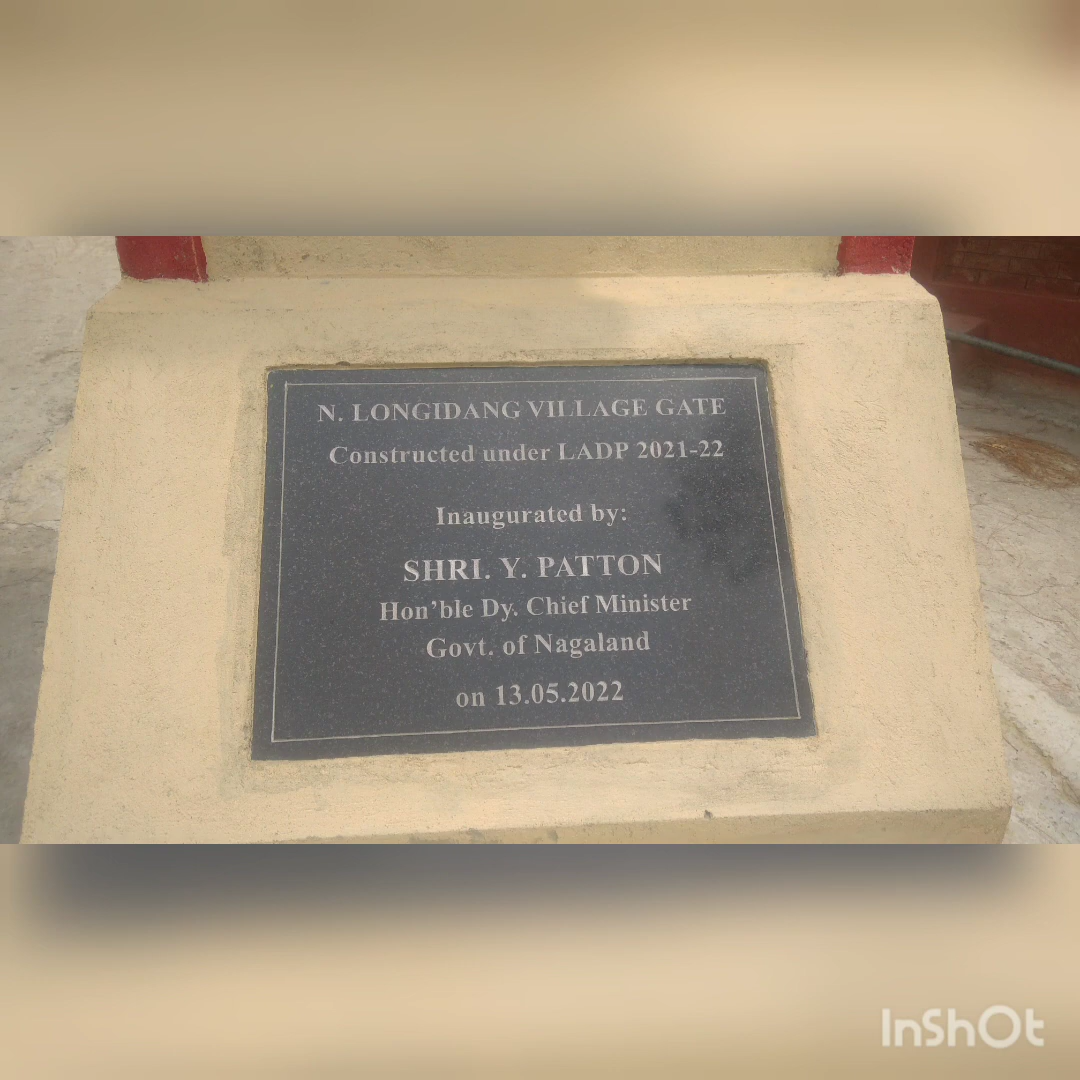 N. LONGIDANG VILLAGE GATE
Constructed under LADP 2021-22
Inaugurated by:
SHRI. Y. PATTON
Hon'ble Dy. Chief Minister
Govt. of Nagaland
on 13.05.2022
InShOt